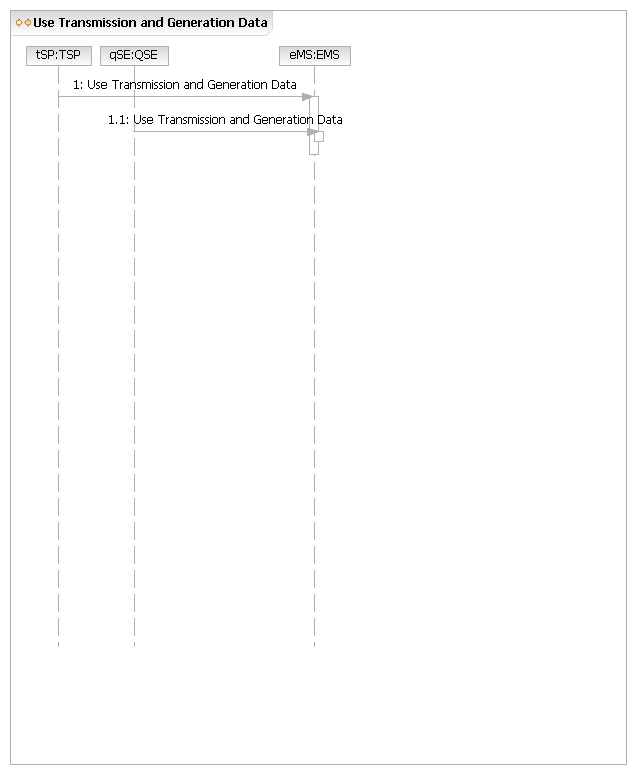 Use Transmission and Generation Data
tSP:TSP qSE:QSE eMS:EMS
1: Use Transmission and Generation Data
1.1: Use Transmission and Generation Data